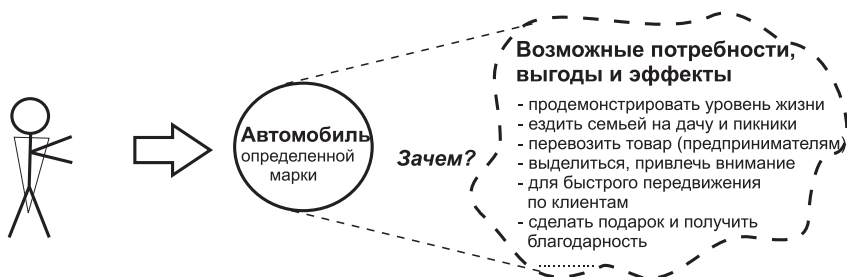 Автомобиль
определенной
марки
Зачем?
Возможные потребности,
выгоды и эффекты
- продемонстрировать уровень жизни
- ездить семьей на дачу и пикники
- перевозить товар (предпринимателям)
- выделиться, привлечь внимание
- для быстрого передвижения
по клиентам
- сделать подарок и получить
благодарность
..................